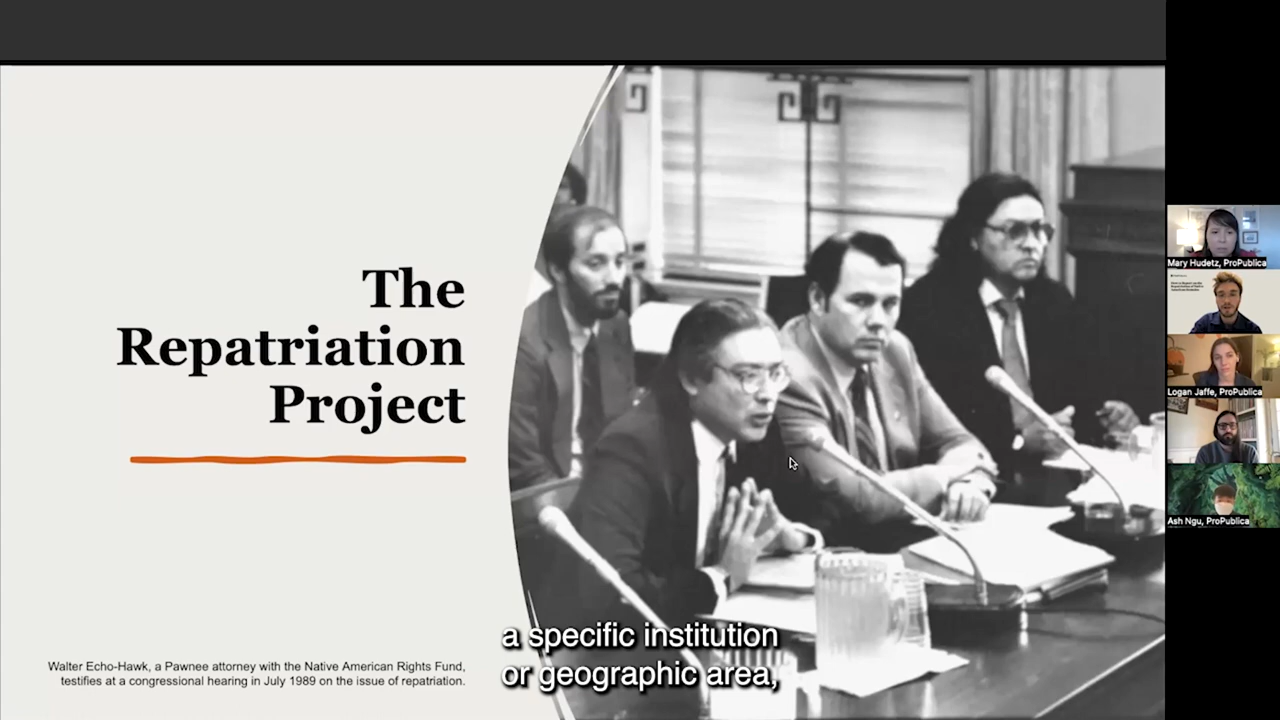 The
Repatriation
Project
Walter Echo-Hawk, a Pawnee attorney with the Native American Rights Fund,
testifies at a congressional hearing in July 1989 on the issue of repatriation.
a specific institution
or geographic area,
Mary Hudetz, ProPublica
Logan Jaffe, ProPublica
Ash Ngu, ProPublica